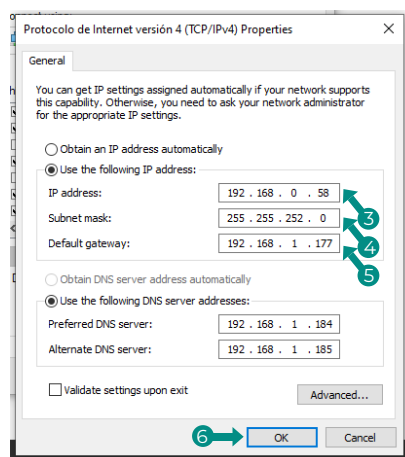 Protocolo de Internet versión 4 (TCP/IPv4) Properties
General
You can get IP settings assigned automatically if your network supports
this capability. Otherwise, you need to ask your network administrator
for the appropriate IP settings.
Obtain an IP address automatically
Use the following IP address:
IP address: 192 . 168 . 0 . 58
3
Subnet mask: 255 . 255 . 252 . 0
4
Default gateway: 192 . 168 . 1 . 177
5
Obtain DNS server address automatically
Use the following DNS server addresses:
Preferred DNS server: 192 . 168 . 1 . 184
Alternate DNS server: 192 . 168 . 1 . 185
Validate settings upon exit
Advanced...
6 OK Cancel